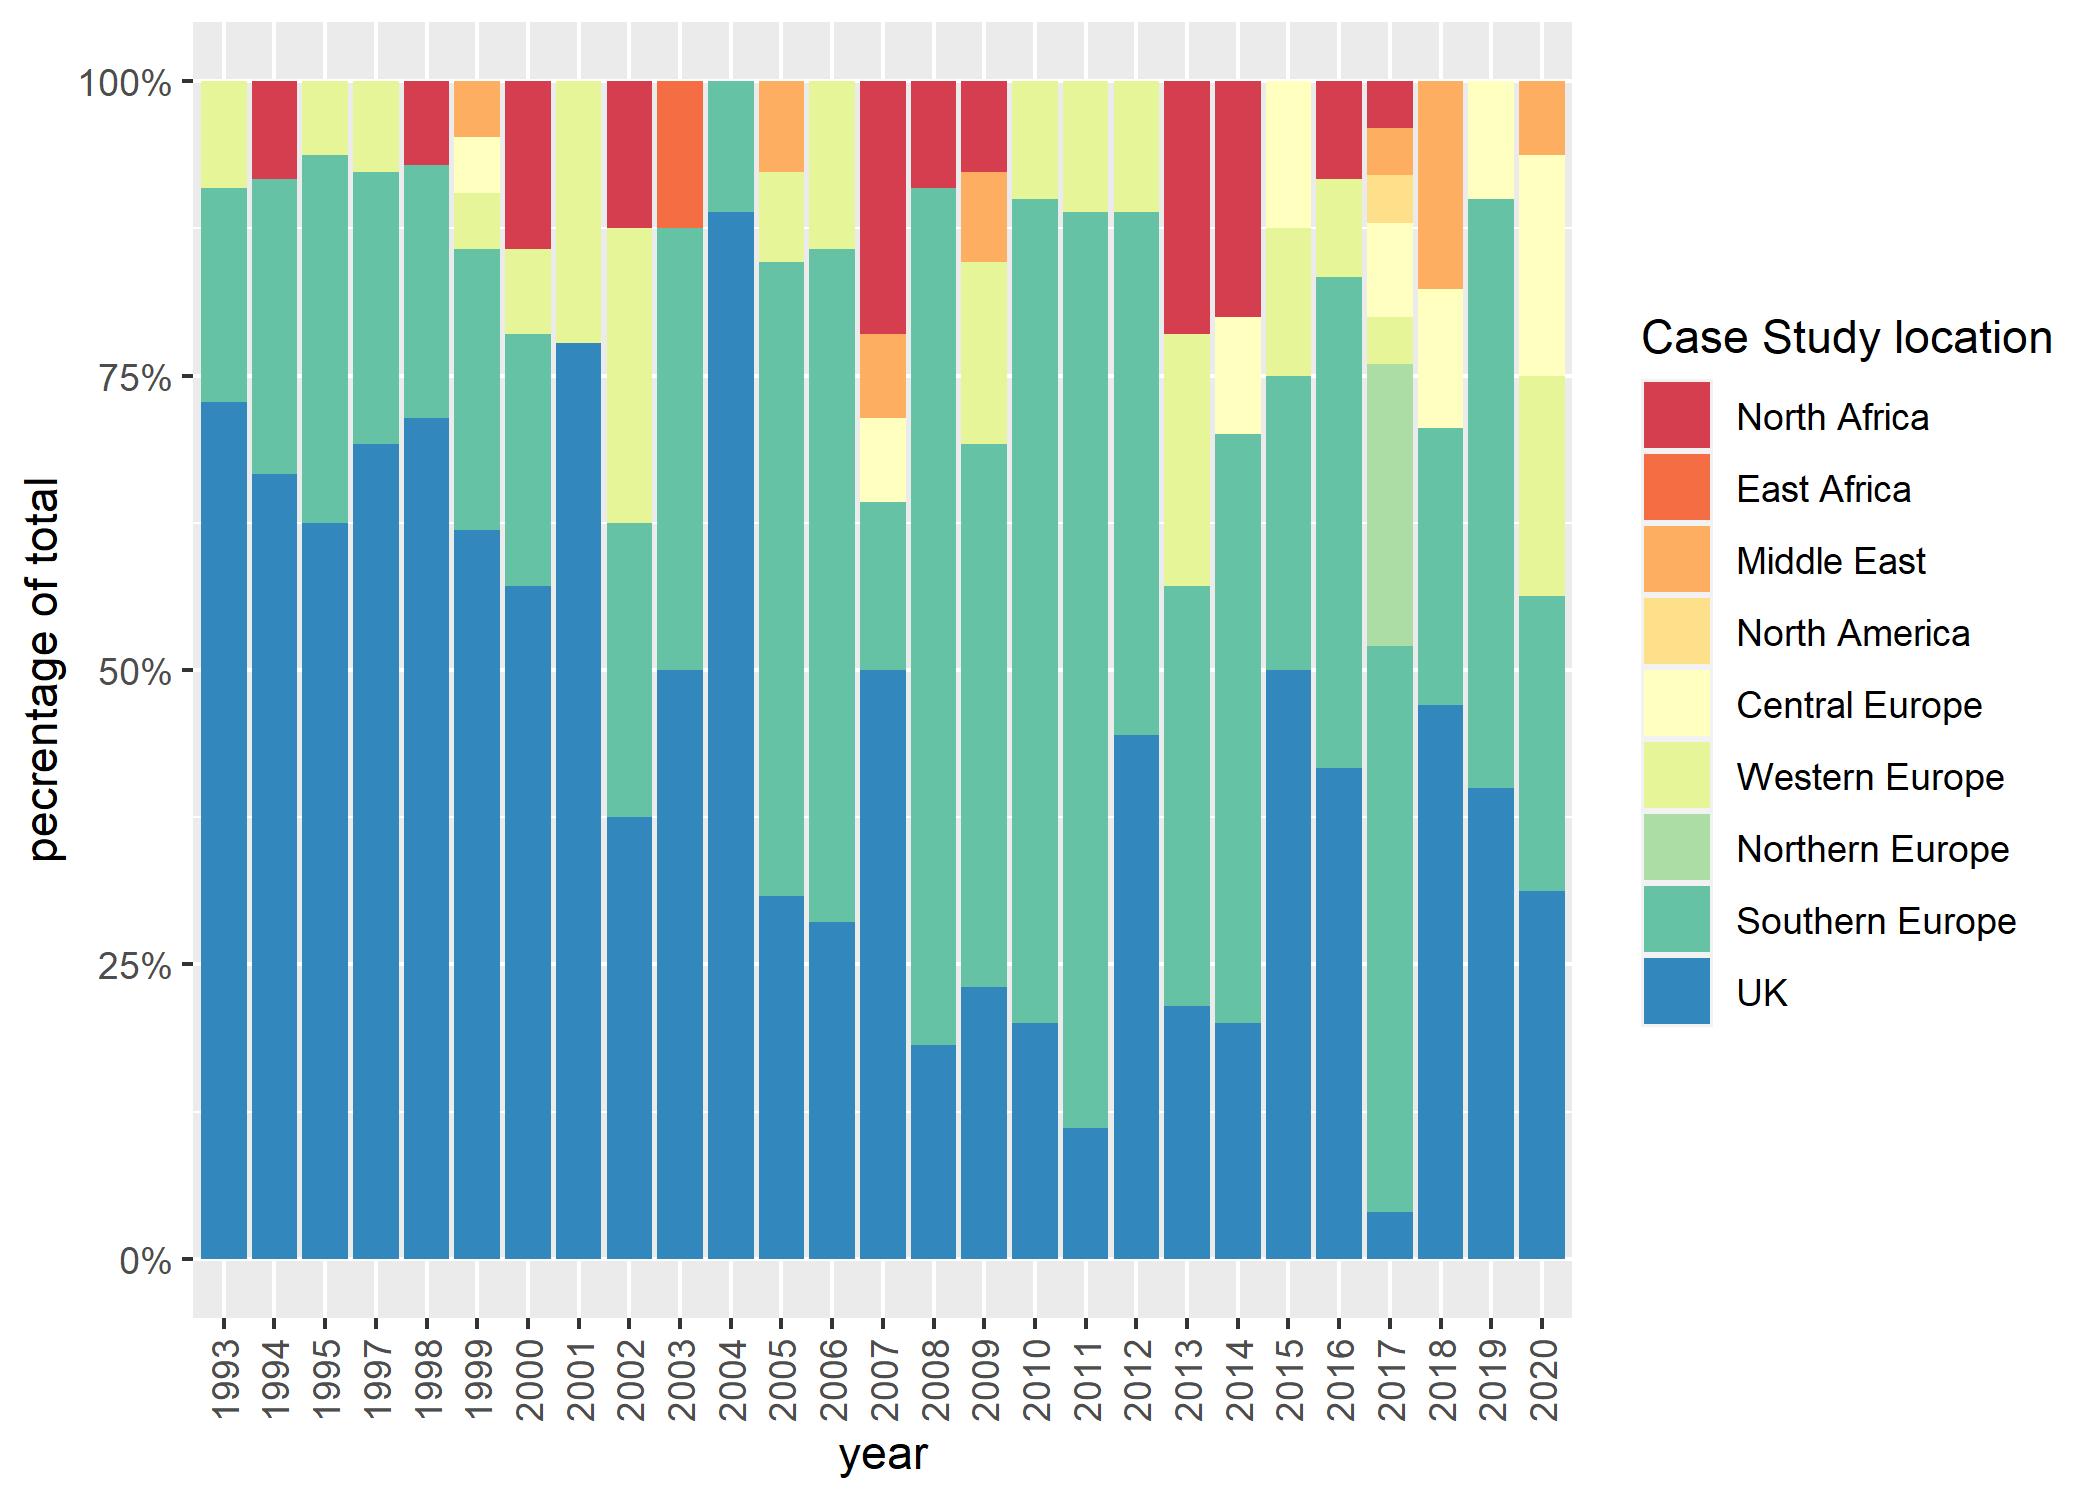 100%
75%
50%
25%
0%
pecrentage of total
1993
1994
1995
1997
1998
1999
2000
2001
2002
2003
2004
2005
2006
2007
2008
2009
2010
2011
2012
2013
2014
2015
2016
2017
2018
2019
2020
year
Case Study location
North Africa
East Africa
Middle East
North America
Central Europe
Western Europe
Northern Europe
Southern Europe
UK